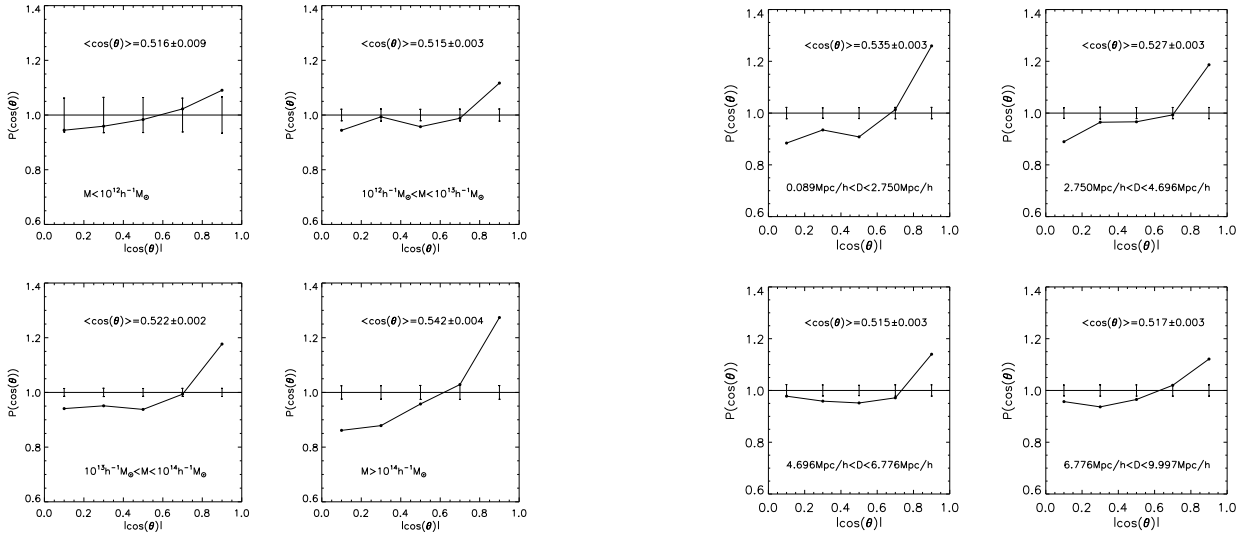 1.4
1.2
1.0
0.8
0.6
P(cos(θ))
<cos(θ)>=0.516±0.009
M<10¹²h⁻¹M⊙
0.0 0.2 0.4 0.6 0.8 1.0
|cos(θ)|
1.4
1.2
1.0
0.8
0.6
P(cos(θ))
<cos(θ)>=0.515±0.003
10¹²h⁻¹M⊙<M<10¹³h⁻¹M⊙
0.0 0.2 0.4 0.6 0.8 1.0
|cos(θ)|
1.4
1.2
1.0
0.8
0.6
P(cos(θ))
<cos(θ)>=0.535±0.003
0.089Mpc/h<D<2.750Mpc/h
0.0 0.2 0.4 0.6 0.8 1.0
|cos(θ)|
1.4
1.2
1.0
0.8
0.6
P(cos(θ))
<cos(θ)>=0.527±0.003
2.750Mpc/h<D<4.696Mpc/h
0.0 0.2 0.4 0.6 0.8 1.0
|cos(θ)|
1.4
1.2
1.0
0.8
0.6
P(cos(θ))
<cos(θ)>=0.522±0.002
10¹³h⁻¹M⊙<M<10¹⁴h⁻¹M⊙
0.0 0.2 0.4 0.6 0.8 1.0
|cos(θ)|
1.4
1.2
1.0
0.8
0.6
P(cos(θ))
<cos(θ)>=0.542±0.004
M>10¹⁴h⁻¹M⊙
0.0 0.2 0.4 0.6 0.8 1.0
|cos(θ)|
1.4
1.2
1.0
0.8
0.6
P(cos(θ))
<cos(θ)>=0.515±0.003
4.696Mpc/h<D<6.776Mpc/h
0.0 0.2 0.4 0.6 0.8 1.0
|cos(θ)|
1.4
1.2
1.0
0.8
0.6
P(cos(θ))
<cos(θ)>=0.517±0.003
6.776Mpc/h<D<9.997Mpc/h
0.0 0.2 0.4 0.6 0.8 1.0
|cos(θ)|